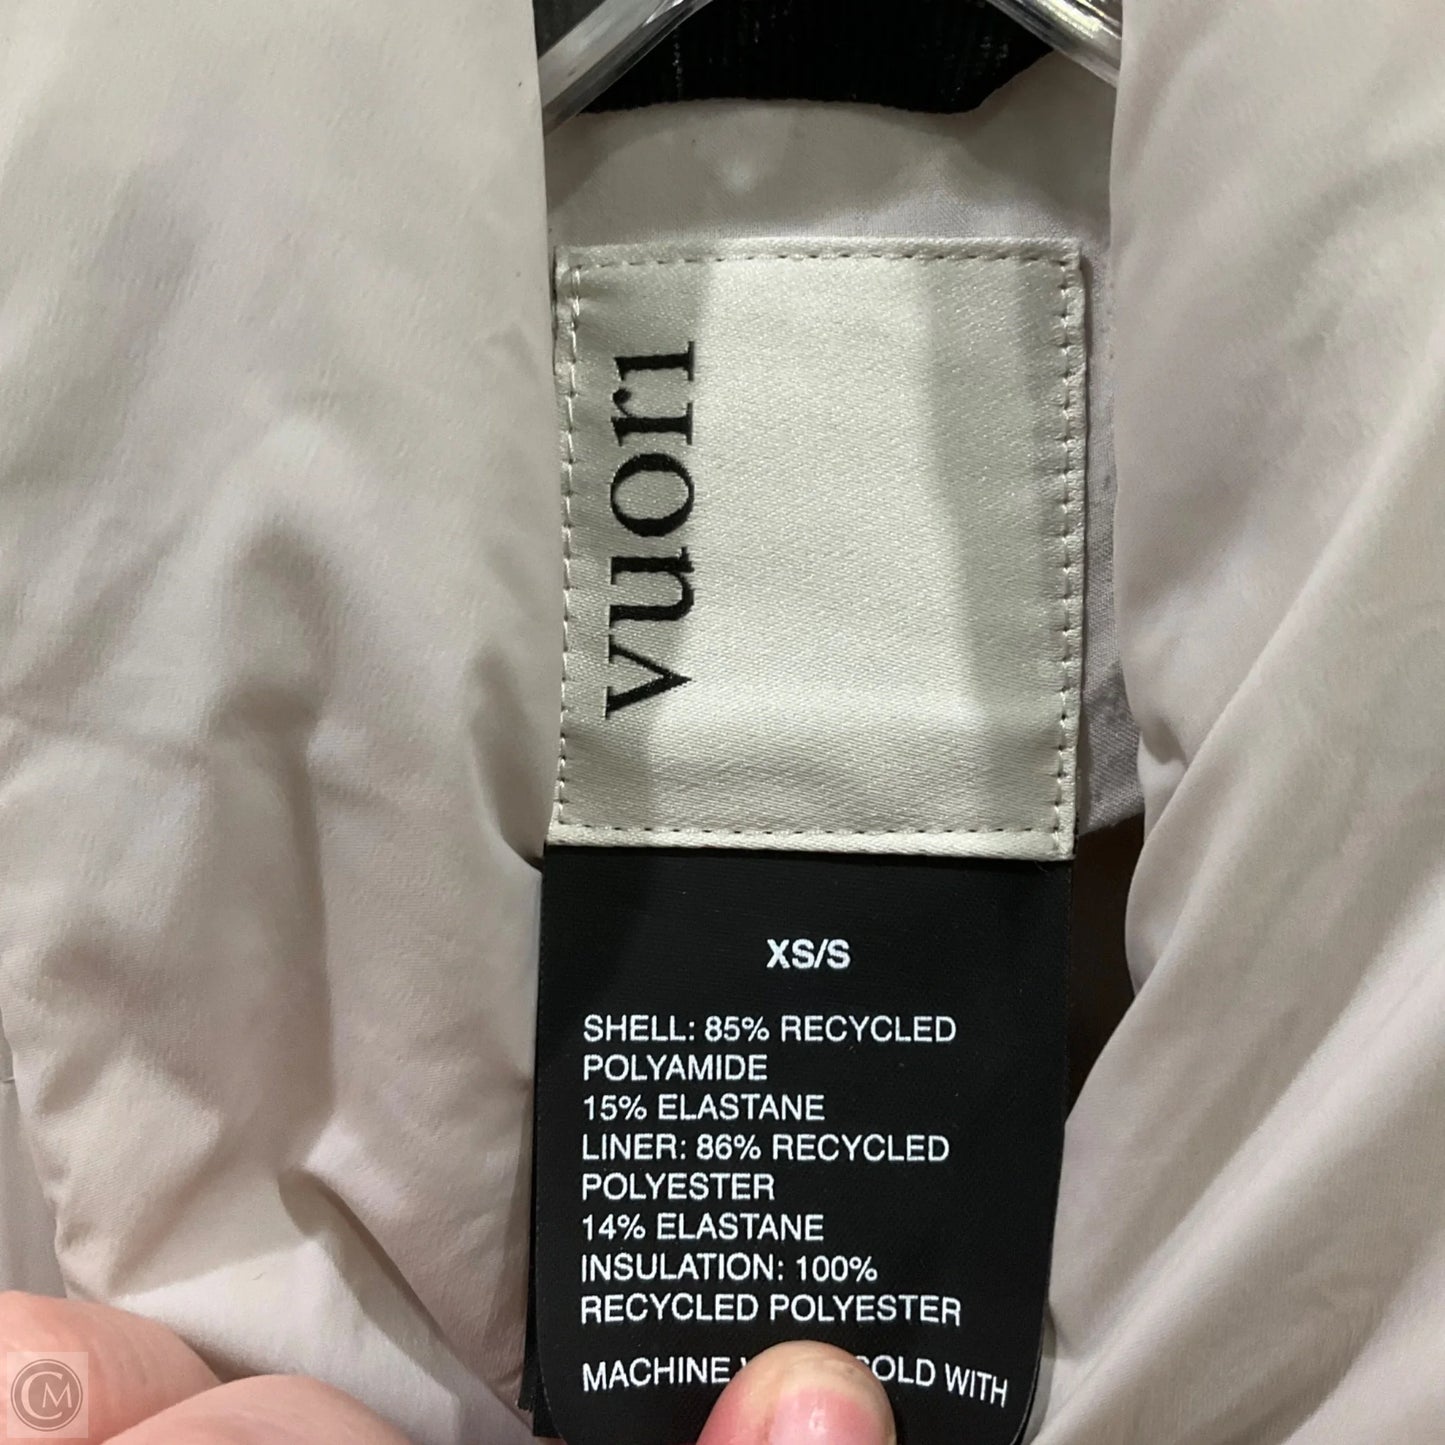 vuori
XS/S
SHELL: 85% RECYCLED
POLYAMIDE
15% ELASTANE
LINER: 86% RECYCLED
POLYESTER
14% ELASTANE
INSULATION: 100%
RECYCLED POLYESTER
MACHINE WITH
CM